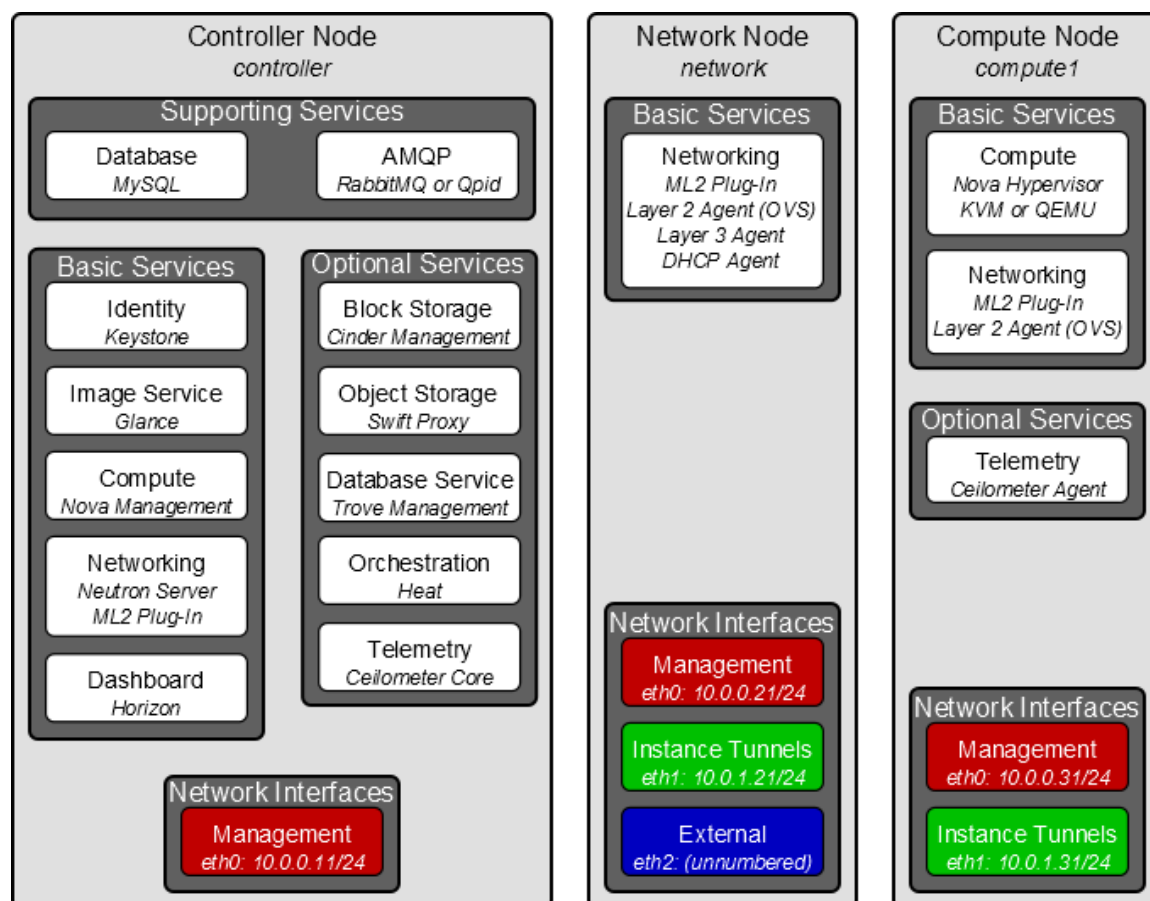 Controller Node
controller
Supporting Services
Database
MySQL
AMQP
RabbitMQ or Qpid
Basic Services
Identity
Keystone
Image Service
Glance
Compute
Nova Management
Networking
Neutron Server
ML2 Plug-In
Dashboard
Horizon
Optional Services
Block Storage
Cinder Management
Object Storage
Swift Proxy
Database Service
Trove Management
Orchestration
Heat
Telemetry
Ceilometer Core
Network Interfaces
Management
eth0: 10.0.0.11/24
Network Node
network
Basic Services
Networking
ML2 Plug-In
Layer 2 Agent (OVS)
Layer 3 Agent
DHCP Agent
Network Interfaces
Management
eth0: 10.0.0.21/24
Instance Tunnels
eth1: 10.0.1.21/24
External
eth2: (unnumbered)
Compute Node
compute1
Basic Services
Compute
Nova Hypervisor
KVM or QEMU
Networking
ML2 Plug-In
Layer 2 Agent (OVS)
Optional Services
Telemetry
Ceilometer Agent
Network Interfaces
Management
eth0: 10.0.0.31/24
Instance Tunnels
eth1: 10.0.1.31/24